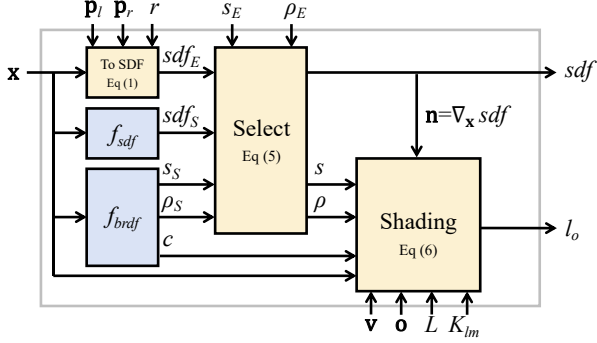 p_l p_r r s_E ρ_E
x To SDF sdf_E sdf
Eq (1)
f_sdf sdf_S Select n=∇_x sdf
Eq (5)
s_S s
ρ_S ρ
f_brdf Shading l_o
c Eq (6)
v o L K_lm